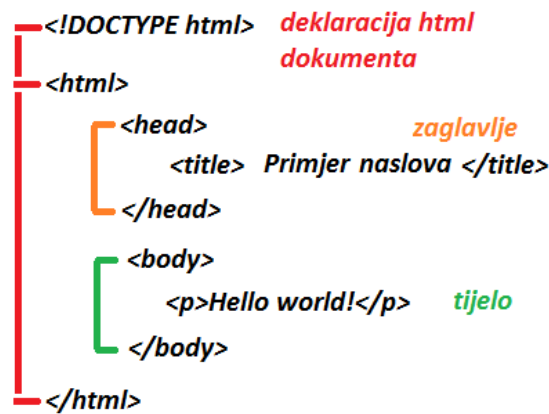 <!DOCTYPE html> deklaracija html
dokumenta
<html>
<head> zaglavlje
<title> Primjer naslova </title>
</head>
<body>
<p>Hello world!</p> tijelo
</body>
</html>